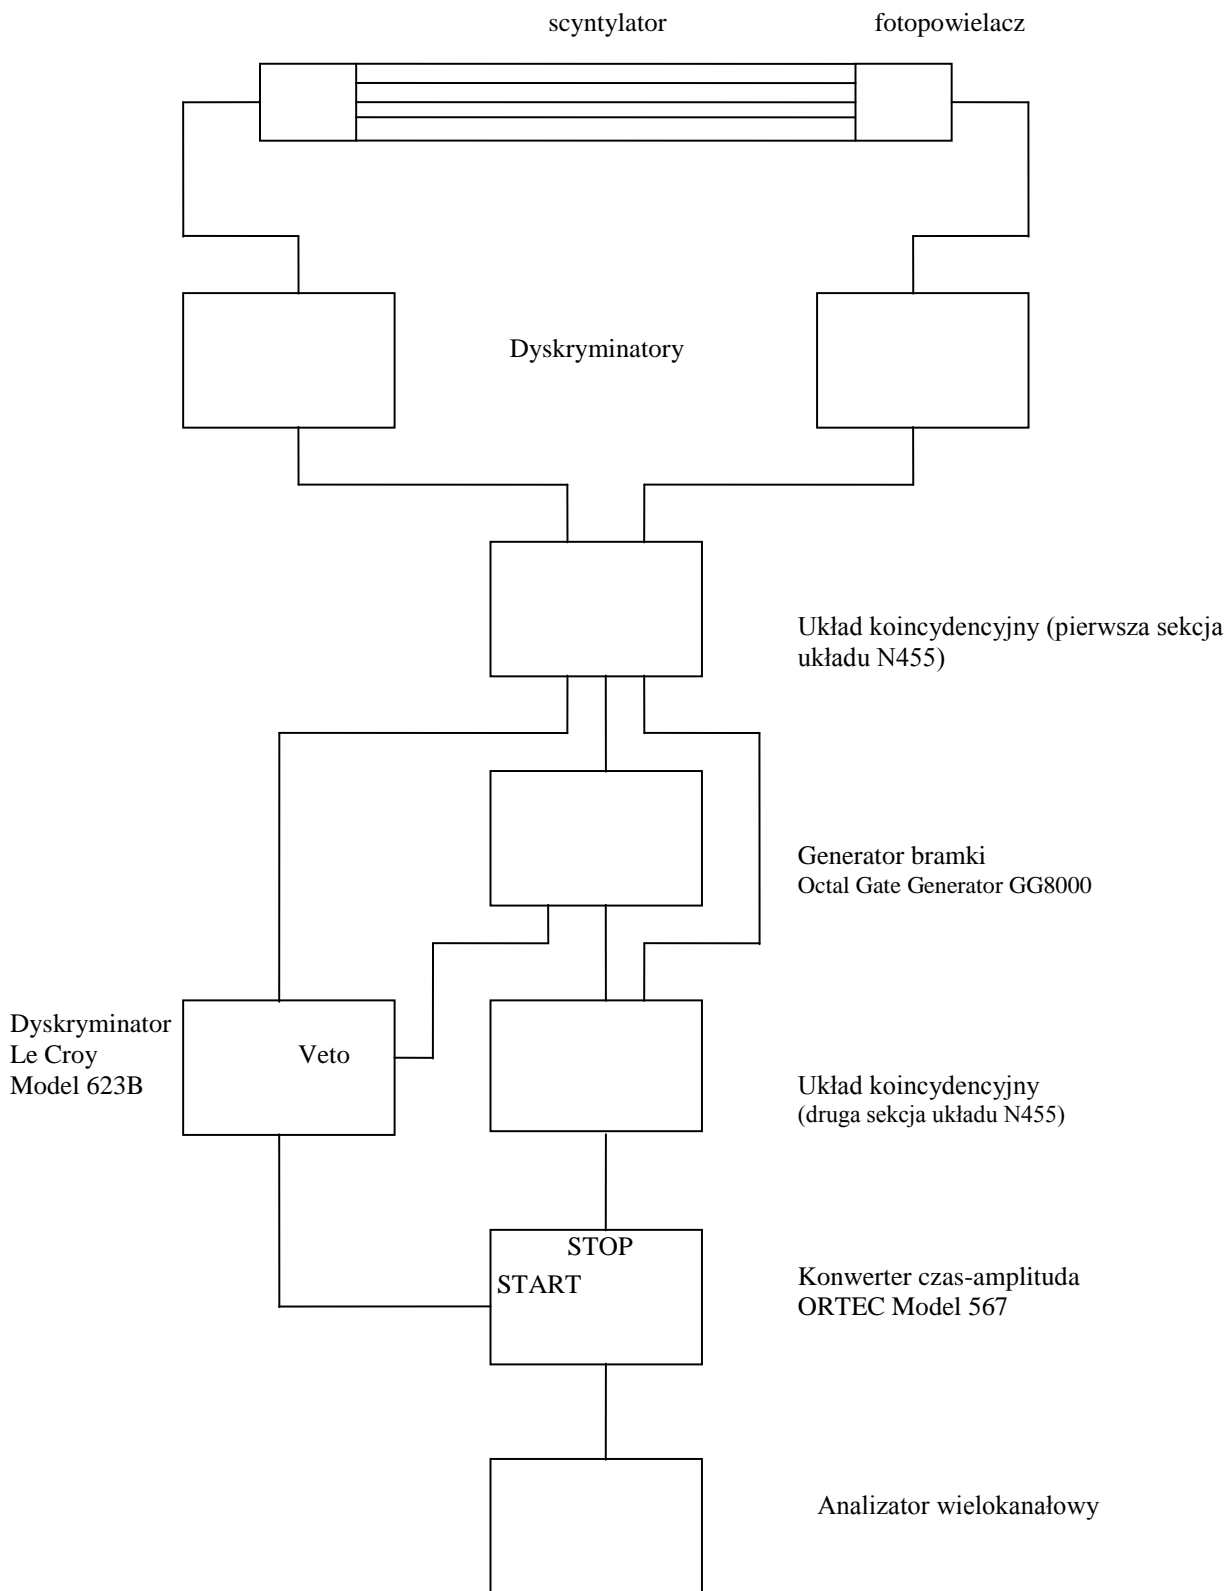 scyntylator
fotopowielacz
Dyskryminatory
Układ koincydencyjny (pierwsza sekcja
układu N455)
Generator bramki
Octal Gate Generator GG8000
Dyskryminator
Le Croy
Model 623B
Veto
Układ koincydencyjny
(druga sekcja układu N455)
STOP
START
Konwerter czas-amplituda
ORTEC Model 567
Analizator wielokanałowy